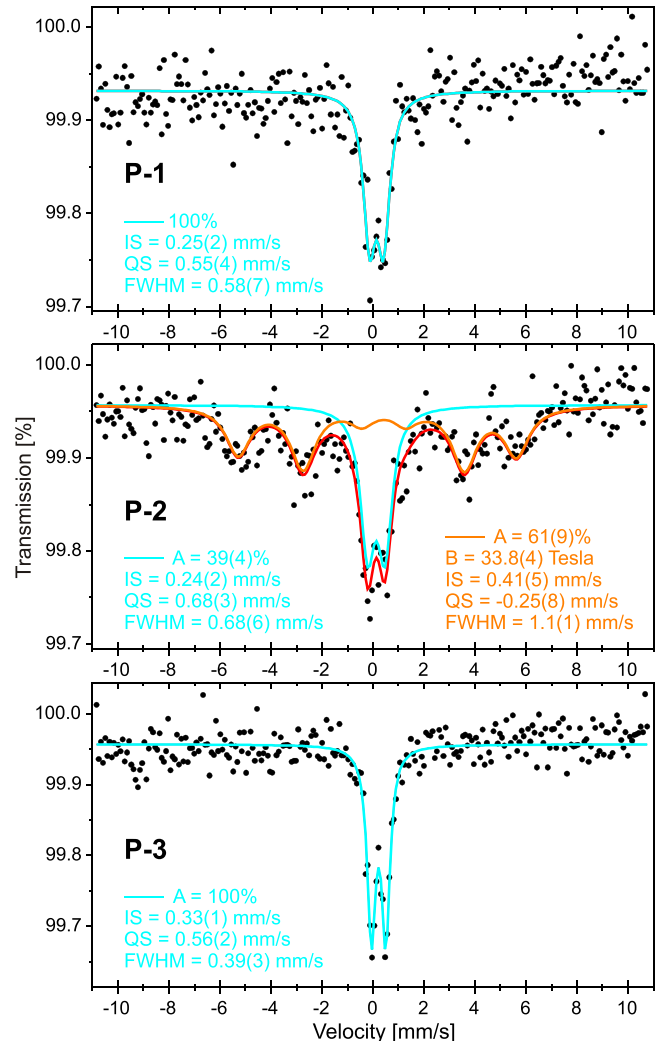 100.0
99.9
99.8
99.7
P-1
100%
IS = 0.25(2) mm/s
QS = 0.55(4) mm/s
FWHM = 0.58(7) mm/s
-10 -8 -6 -4 -2 0 2 4 6 8 10
Transmission [%]
100.0
99.9
99.8
99.7
P-2
A = 39(4)%
IS = 0.24(2) mm/s
QS = 0.68(3) mm/s
FWHM = 0.68(6) mm/s
A = 61(9)%
B = 33.8(4) Tesla
IS = 0.41(5) mm/s
QS = -0.25(8) mm/s
FWHM = 1.1(1) mm/s
-10 -8 -6 -4 -2 0 2 4 6 8 10
100.0
99.9
99.8
99.7
P-3
A = 100%
IS = 0.33(1) mm/s
QS = 0.56(2) mm/s
FWHM = 0.39(3) mm/s
-10 -8 -6 -4 -2 0 2 4 6 8 10
Velocity [mm/s]